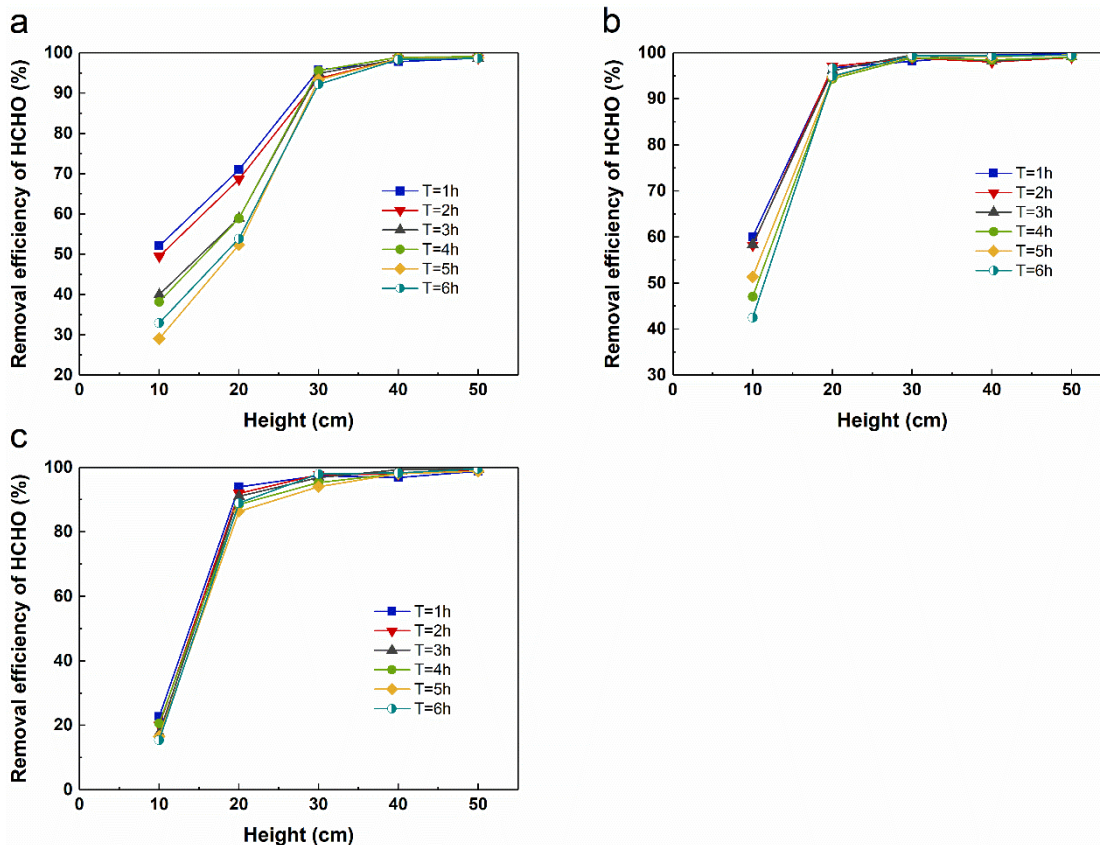 a
Removal efficiency of HCHO (%)
100
90
80
70
60
50
40
30
20
0
10
20
30
40
50
Height (cm)
T=1h
T=2h
T=3h
T=4h
T=5h
T=6h
b
Removal efficiency of HCHO (%)
100
90
80
70
60
50
40
30
0
10
20
30
40
50
Height (cm)
T=1h
T=2h
T=3h
T=4h
T=5h
T=6h
c
Removal efficiency of HCHO (%)
100
80
60
40
20
0
0
10
20
30
40
50
Height (cm)
T=1h
T=2h
T=3h
T=4h
T=5h
T=6h